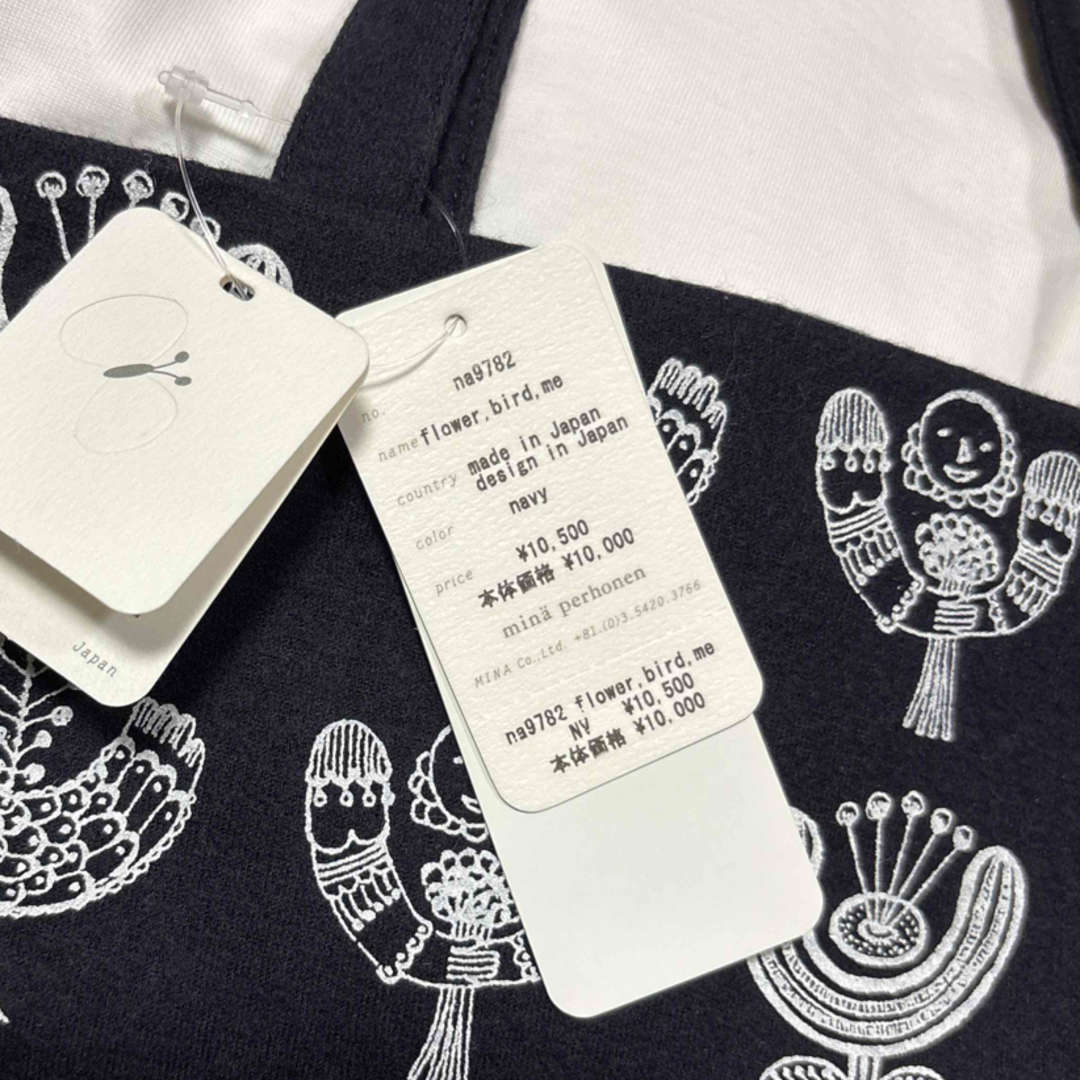 no. na9782
name flower,bird,me
country made in Japan
design in Japan
color navy
price ¥10,500
本体価格 ¥10,000
minä perhonen
MINA Co.,Ltd. +81.(0)3.5420.3766
na9782 flower,bird,me
NY ¥10,500
本体価格 ¥10,000
Japan